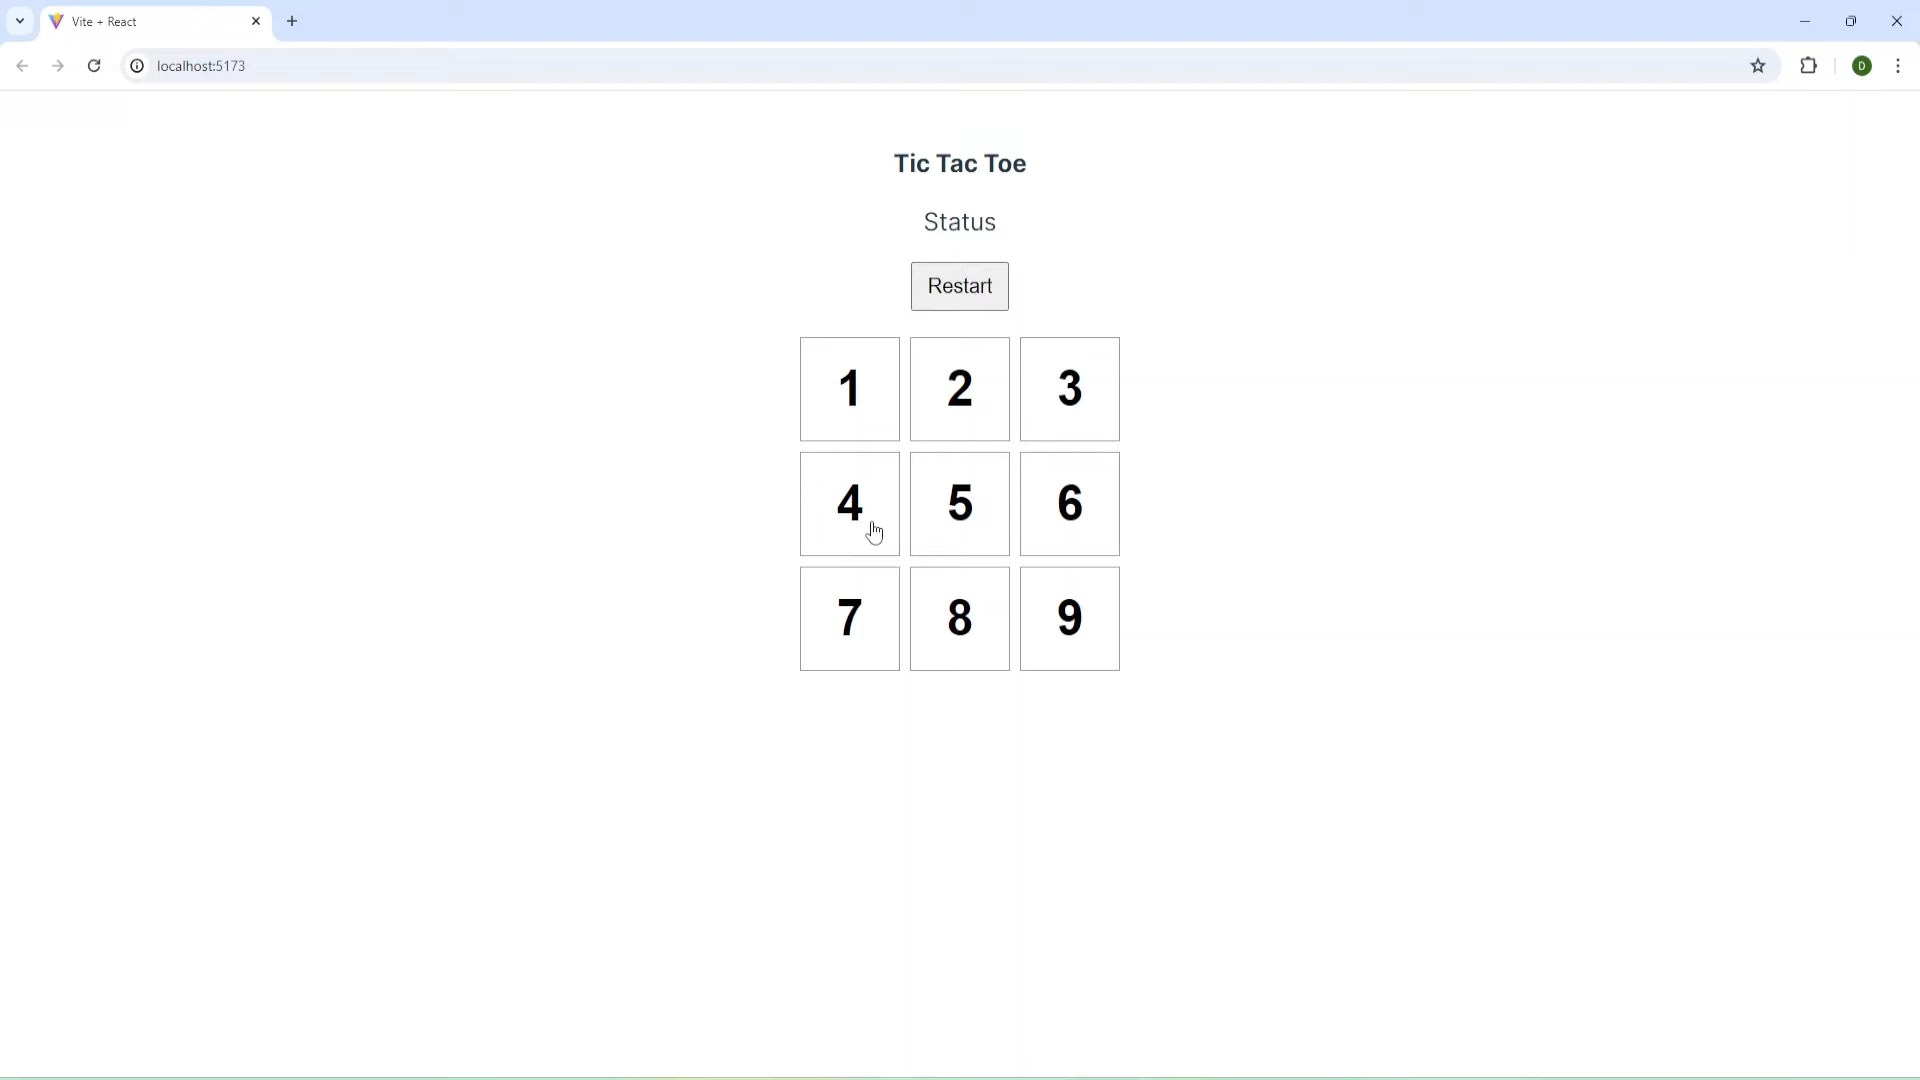 Vite + React
localhost:5173
D
Tic Tac Toe
Status
Restart
1 2 3
4 5 6
7 8 9